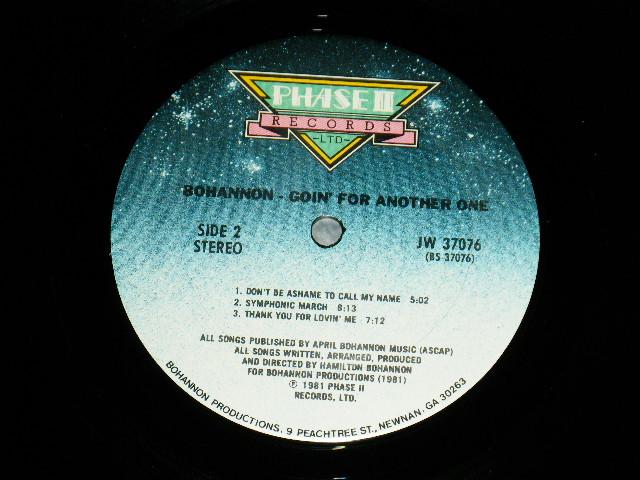 PHASE II
RECORDS
-LTD-
BOHANNON - GOIN' FOR ANOTHER ONE
SIDE 2
STEREO
JW 37076
(BS 37076)
1. DON'T BE ASHAME TO CALL MY NAME 5:02
2. SYMPHONIC MARCH 6:13
3. THANK YOU FOR LOVIN' ME 7:12
ALL SONGS PUBLISHED BY APRIL BOHANNON MUSIC (ASCAP)
ALL SONGS WRITTEN, ARRANGED, PRODUCED
AND DIRECTED BY HAMILTON BOHANNON
FOR BOHANNON PRODUCTIONS (1981)
℗ 1981 PHASE II
RECORDS, LTD.
BOHANNON PRODUCTIONS, 9 PEACHTREE ST., NEWNAN, GA 30263